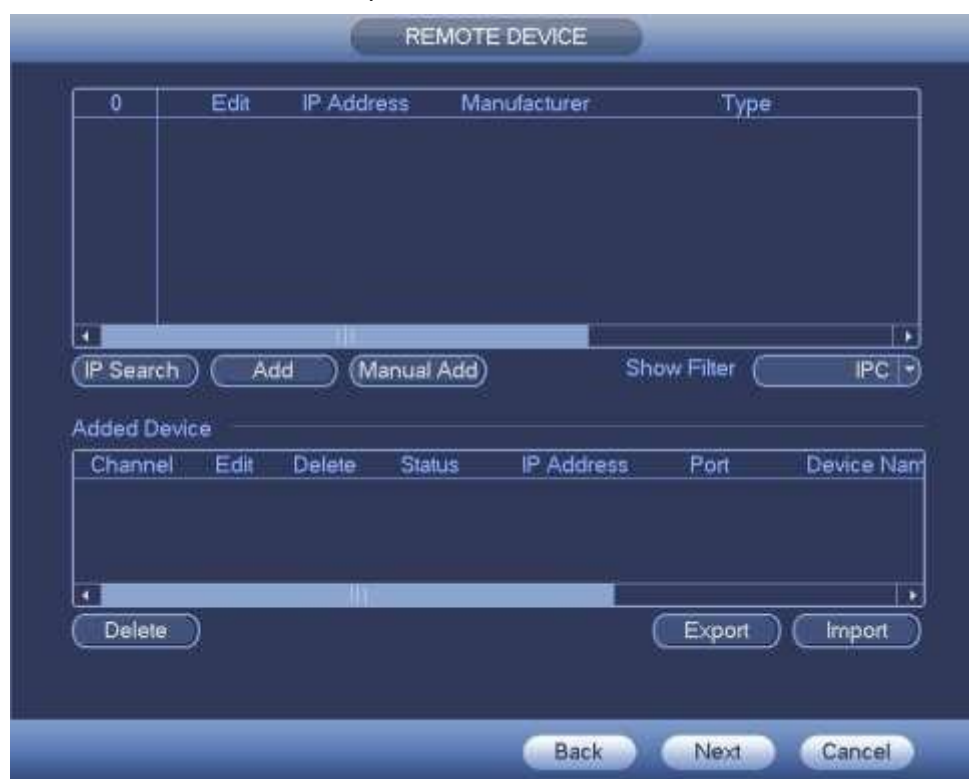 REMOTE DEVICE
0 Edit IP Address Manufacturer Type
IP Search Add Manual Add Show Filter IPC
Added Device
Channel Edit Delete Status IP Address Port Device Nam
Delete Export Import
Back Next Cancel